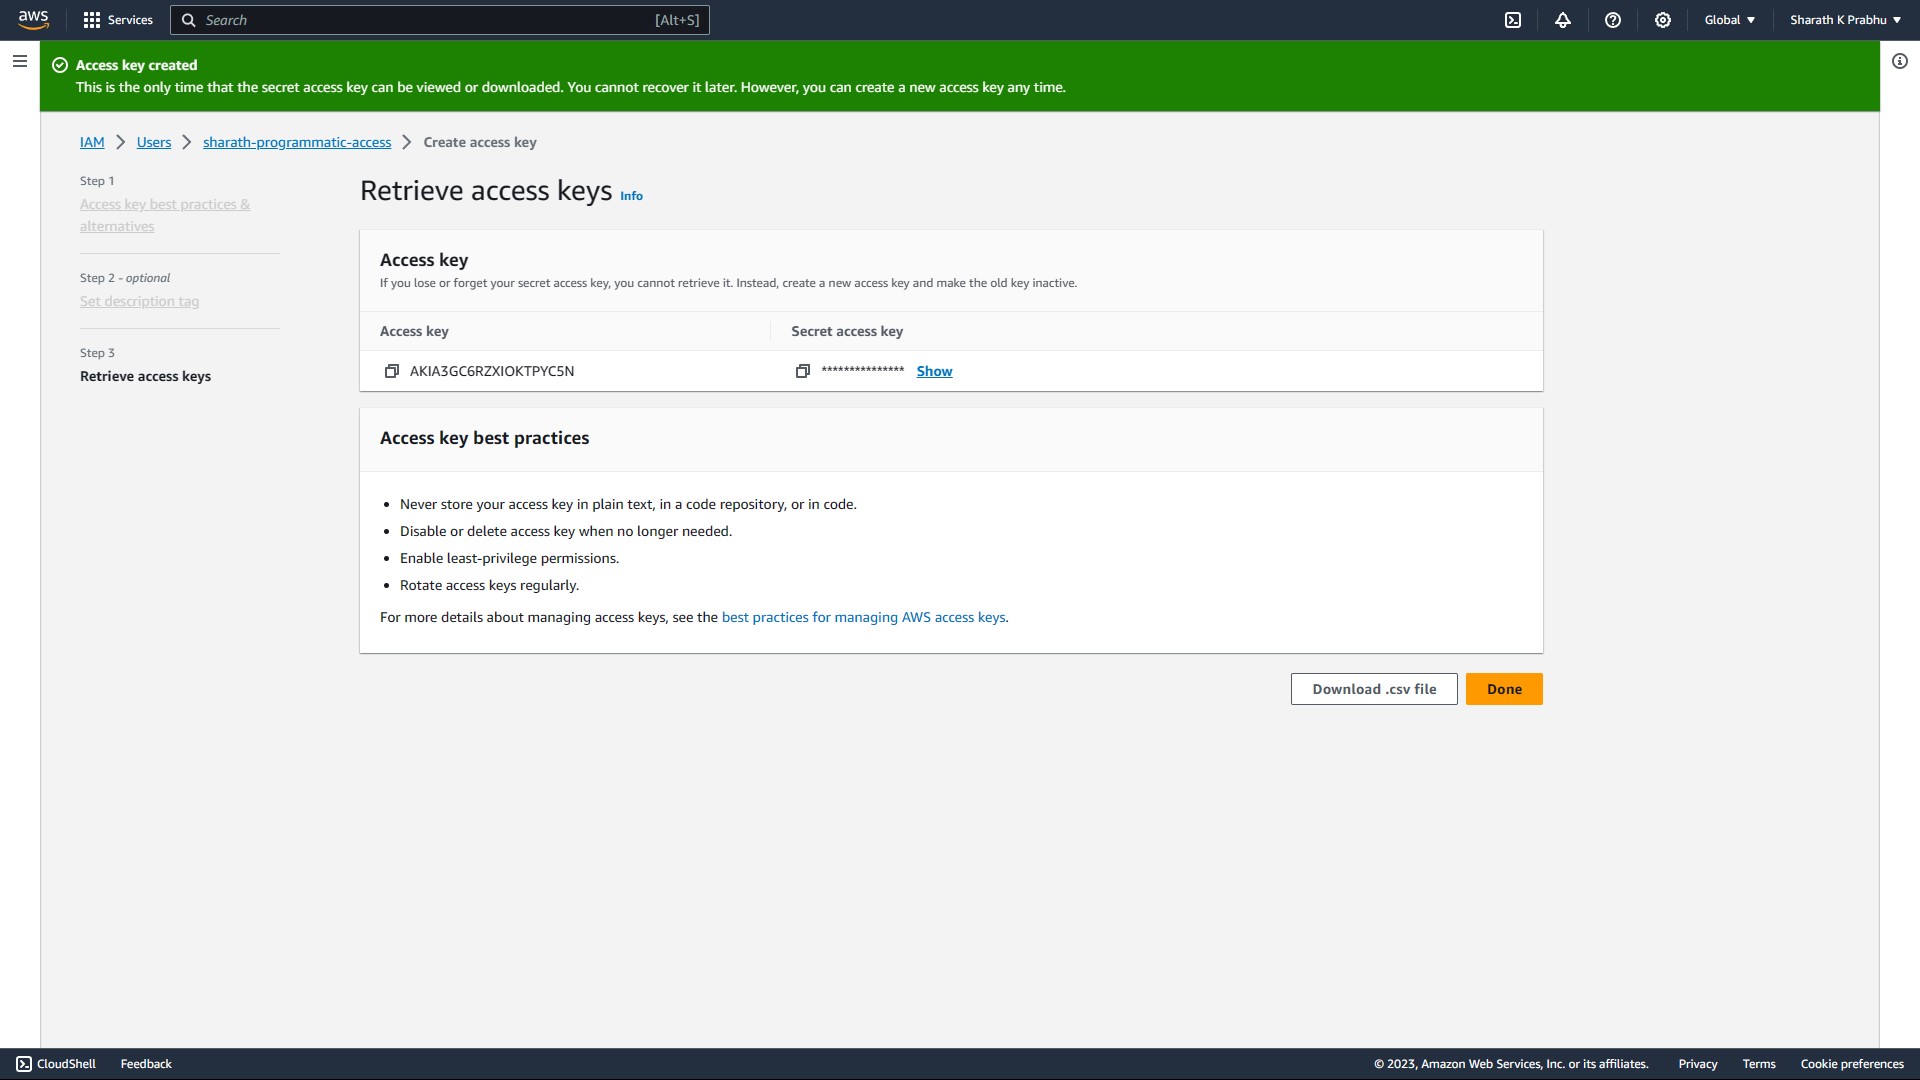 aws
Services
Search
[Alt+S]
Global
Sharath K Prabhu
Access key created
This is the only time that the secret access key can be viewed or downloaded. You cannot recover it later. However, you can create a new access key any time.
IAM
Users
sharath-programmatic-access
Create access key
Step 1
Access key best practices &
alternatives
Step 2 - optional
Set description tag
Step 3
Retrieve access keys
Retrieve access keys Info
Access key
If you lose or forget your secret access key, you cannot retrieve it. Instead, create a new access key and make the old key inactive.
Access key
Secret access key
AKIA3GC6RZXIOKTPYC5N
*************** Show
Access key best practices
• Never store your access key in plain text, in a code repository, or in code.
• Disable or delete access key when no longer needed.
• Enable least-privilege permissions.
• Rotate access keys regularly.
For more details about managing access keys, see the best practices for managing AWS access keys.
Download .csv file
Done
CloudShell
Feedback
© 2023, Amazon Web Services, Inc. or its affiliates.
Privacy
Terms
Cookie preferences